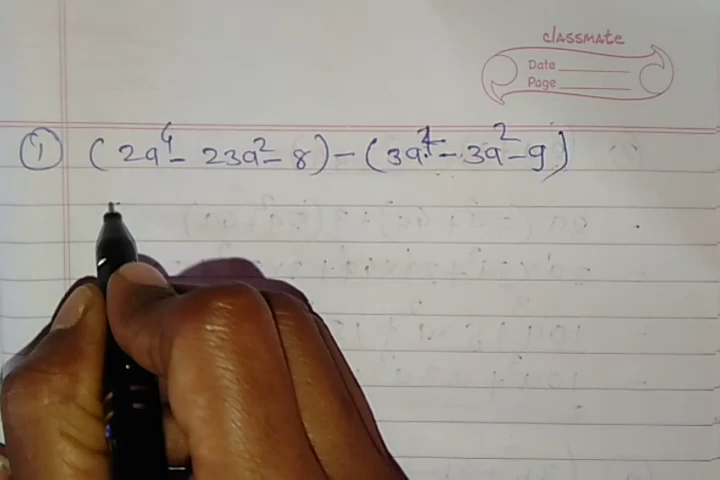 classmate
Date
Page
① (2a⁴ - 23a² - 8) - (3a⁴ - 3a² - 9)